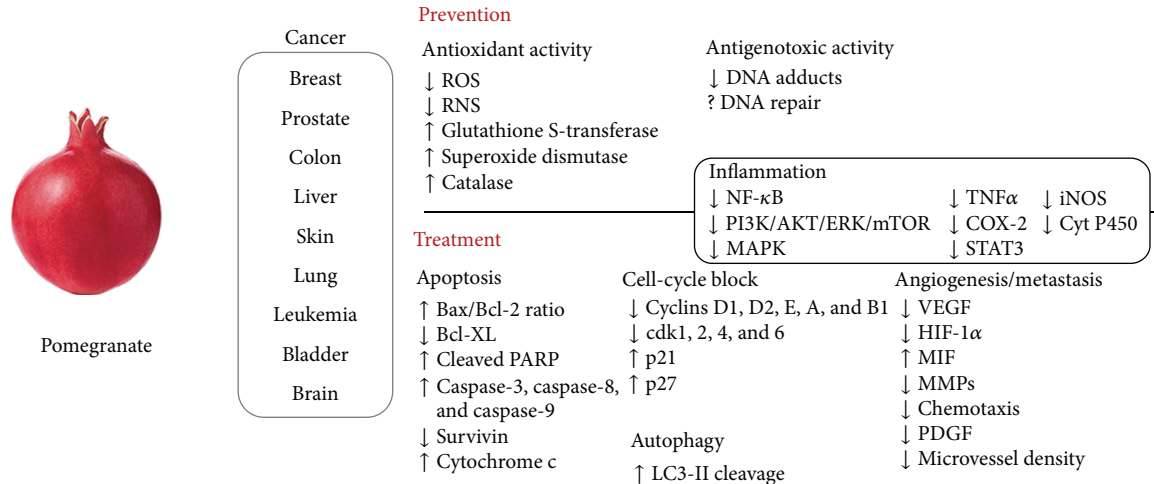 Pomegranate
Cancer
Breast
Prostate
Colon
Liver
Skin
Lung
Leukemia
Bladder
Brain
Prevention
Antioxidant activity
↓ ROS
↓ RNS
↑ Glutathione S-transferase
↑ Superoxide dismutase
↑ Catalase
Antigenotoxic activity
↓ DNA adducts
? DNA repair
Inflammation
↓ NF-κB
↓ PI3K/AKT/ERK/mTOR
↓ MAPK
↓ TNFα
↓ COX-2
↓ STAT3
↓ iNOS
↓ Cyt P450
Treatment
Apoptosis
↑ Bax/Bcl-2 ratio
↓ Bcl-XL
↑ Cleaved PARP
↑ Caspase-3, caspase-8,
and caspase-9
↓ Survivin
↑ Cytochrome c
Cell-cycle block
↓ Cyclins D1, D2, E, A, and B1
↓ cdk1, 2, 4, and 6
↑ p21
↑ p27
Autophagy
↑ LC3-II cleavage
Angiogenesis/metastasis
↓ VEGF
↓ HIF-1α
↑ MIF
↓ MMPs
↓ Chemotaxis
↓ PDGF
↓ Microvessel density